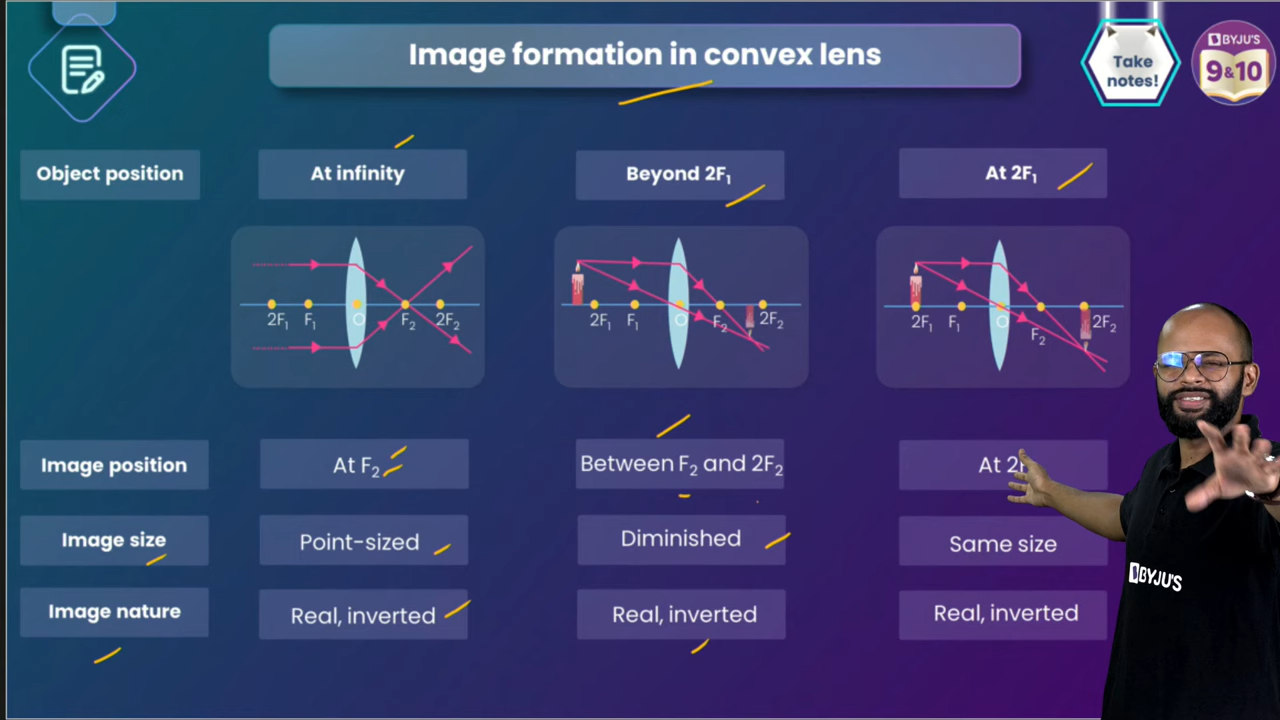 Image formation in convex lens
Take
notes!
BYJU'S
9&10
Object position
At infinity
Beyond 2F₁
At 2F₁
2F₁ F₁ O F₂ 2F₂
2F₁ F₁ O F₂ 2F₂
2F₁ F₁ O F₂ 2F₂
Image position
At F₂
Between F₂ and 2F₂
At 2
Image size
Point-sized
Diminished
Same size
Image nature
Real, inverted
Real, inverted
Real, inverted
BYJU'S